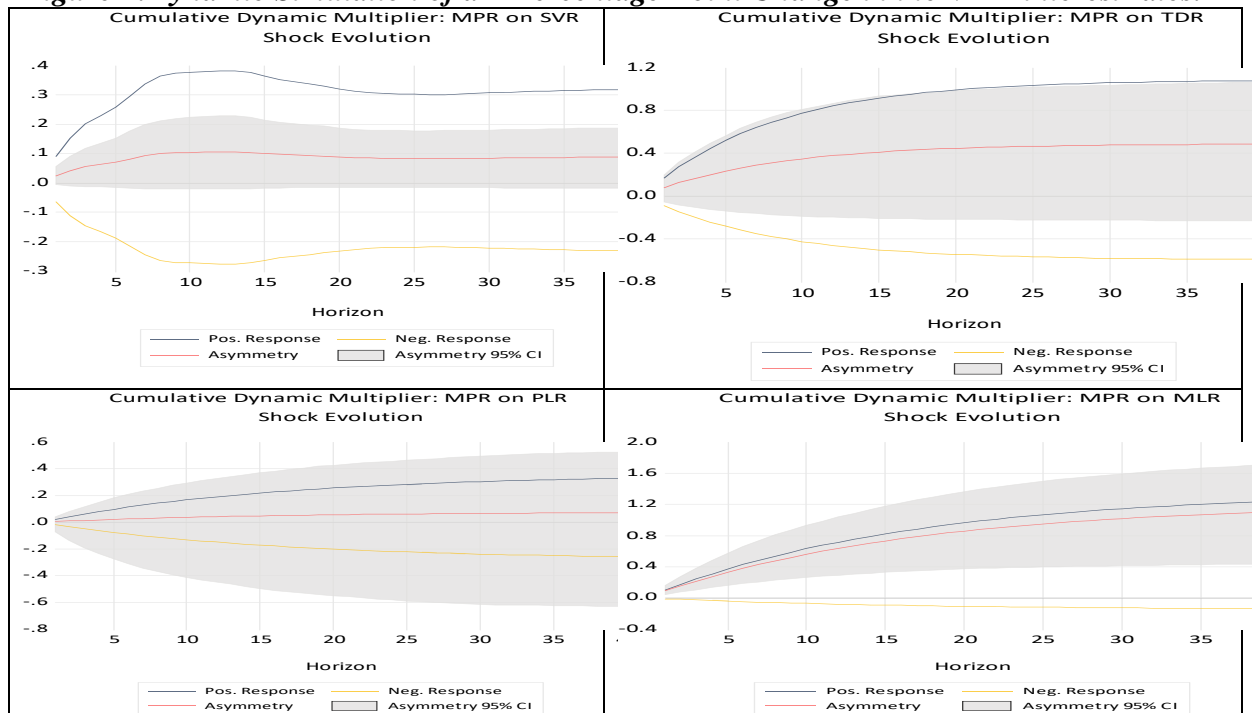 Simulation of a Percentage Change in the
Cumulative Dynamic Multiplier: MPR on SVR
Shock Evolution
.4
.3
.2
.1
.0
-.1
-.2
-.3
5 10 15 20 25 30 35
Horizon
Pos. Response Neg. Response
Asymmetry Asymmetry 95% CI
Cumulative Dynamic Multiplier: MPR on TDR
Shock Evolution
1.2
0.8
0.4
0.0
-0.4
-0.8
5 10 15 20 25 30 35
Horizon
Pos. Response Neg. Response
Asymmetry Asymmetry 95% CI
Cumulative Dynamic Multiplier: MPR on PLR
Shock Evolution
.6
.4
.2
.0
-.2
-.4
-.6
-.8
5 10 15 20 25 30 35
Horizon
Pos. Response Neg. Response
Asymmetry Asymmetry 95% CI
Cumulative Dynamic Multiplier: MPR on MLR
Shock Evolution
2.0
1.6
1.2
0.8
0.4
0.0
-0.4
5 10 15 20 25 30 35
Horizon
Pos. Response Neg. Response
Asymmetry Asymmetry 95% CI